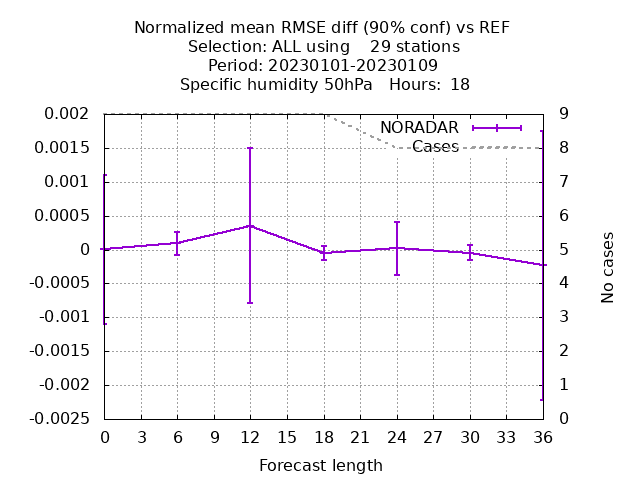 Normalized mean RMSE diff (90% conf) vs REF
Selection: ALL using    29 stations
Period: 20230101-20230109
Specific humidity 50hPa   Hours:  18
0.002 9
NORADAR
Cases
0.0015 8
0.001 7
0.0005 6
0 5
-0.0005 4
-0.001 3
-0.0015 2
-0.002 1
-0.0025 0
No cases
0 3 6 9 12 15 18 21 24 27 30 33 36
Forecast length